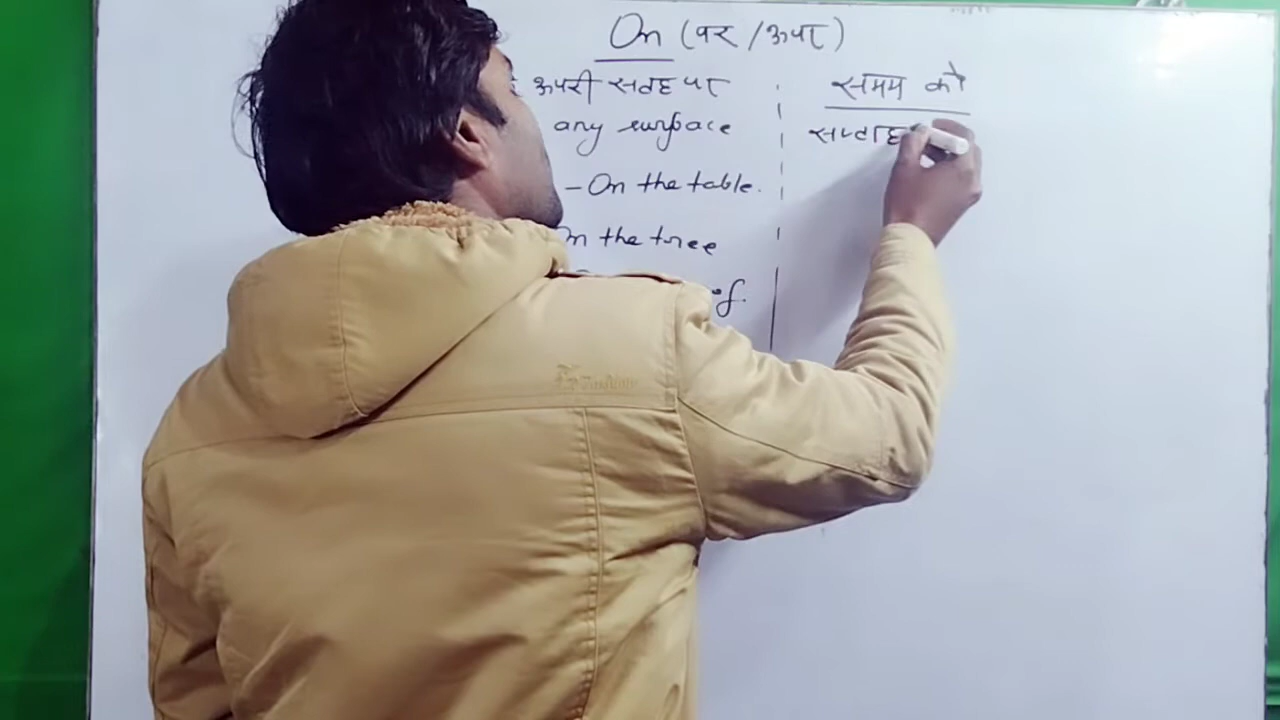 On (पर / ऊपर)
ऊपरी सतह पर
any surface
- On the table.
On the tree
समय को
सप्ताह